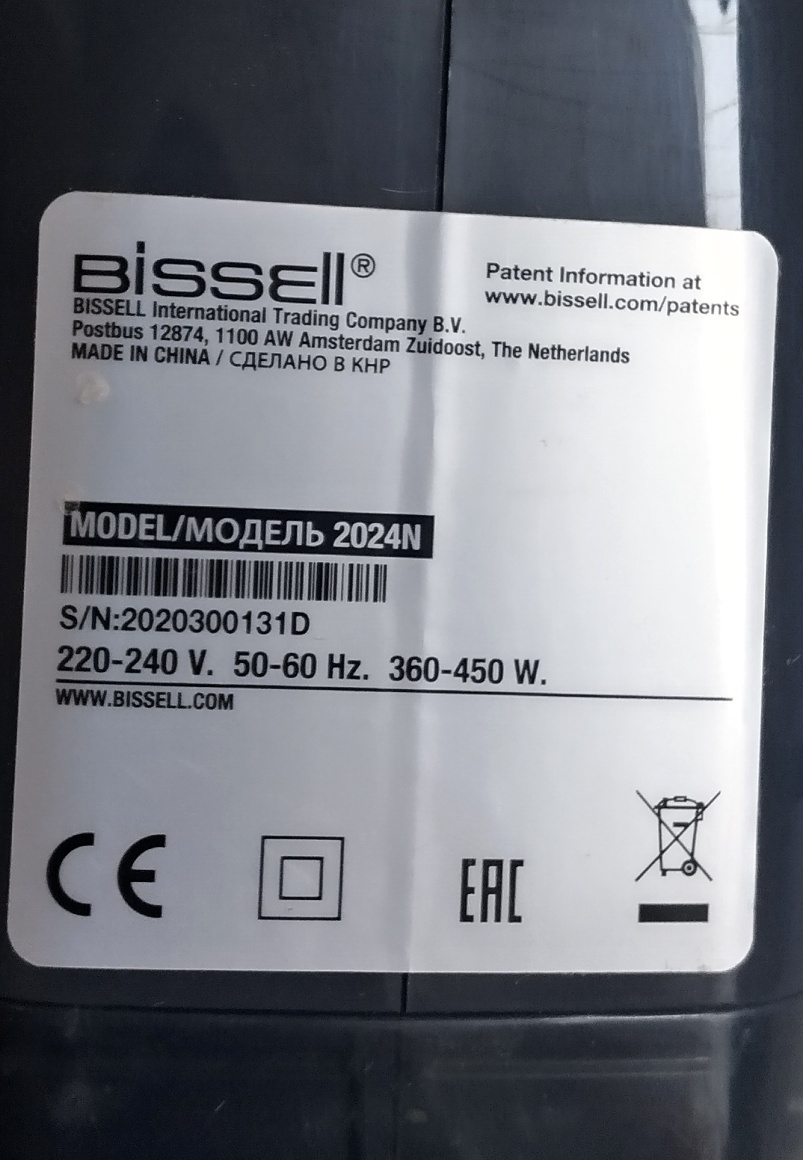 Bissell®
Patent Information at
www.bissell.com/patents
BISSELL International Trading Company B.V.
Postbus 12874, 1100 AW Amsterdam Zuidoost, The Netherlands
MADE IN CHINA / СДЕЛАНО В КНР
MODEL/МОДЕЛЬ 2024N
S/N:2020300131D
220-240 V. 50-60 Hz. 360-450 W.
WWW.BISSELL.COM
CE
EAC